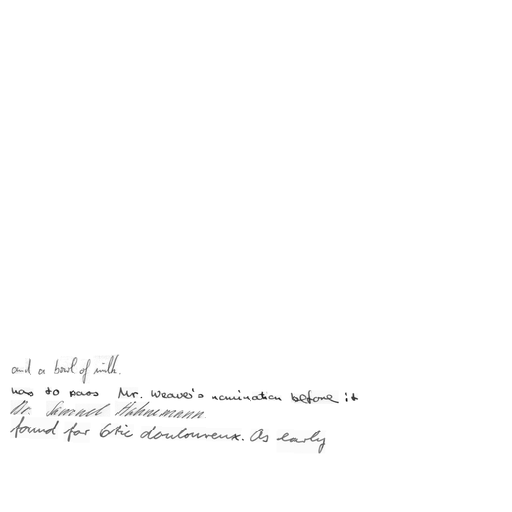 and a bowl of milk.
has to pass Mr. Weaver's nomination before it
Dr. Samuel Hahnemann
found for tic douloureux. As early